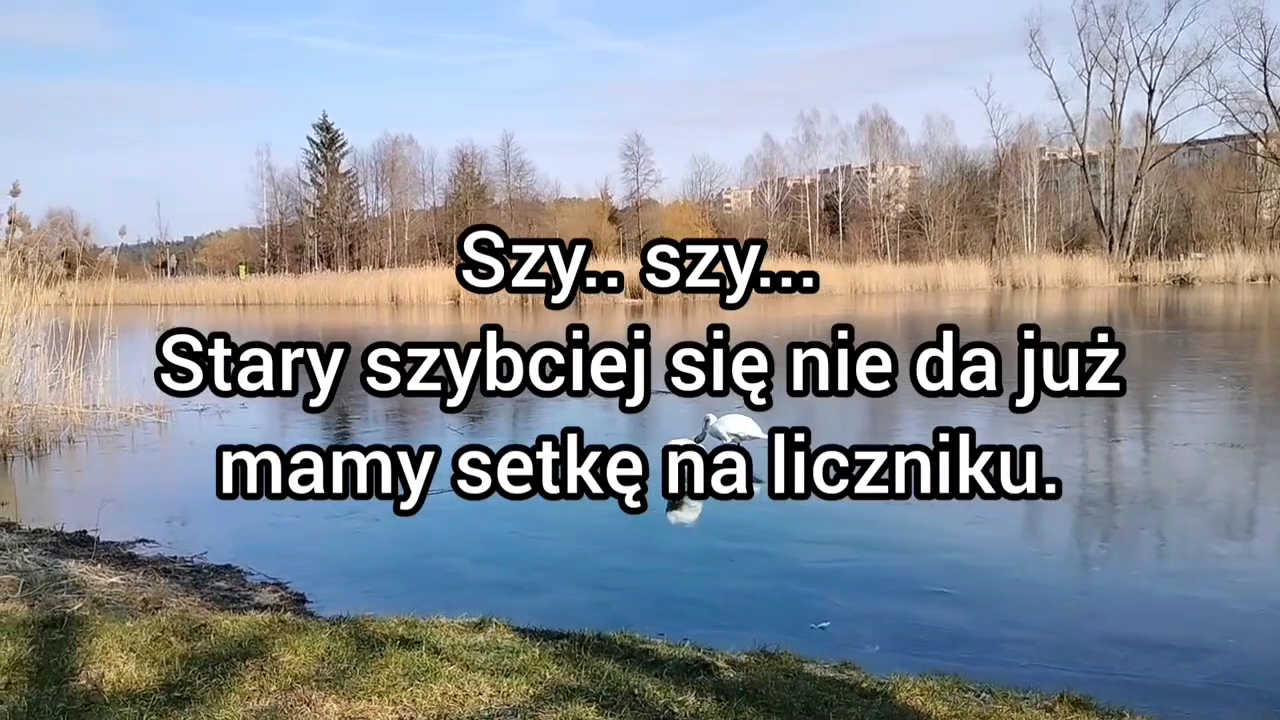 Szy.. szy...
Stary szybciej się nie da już
mamy setkę na liczniku.